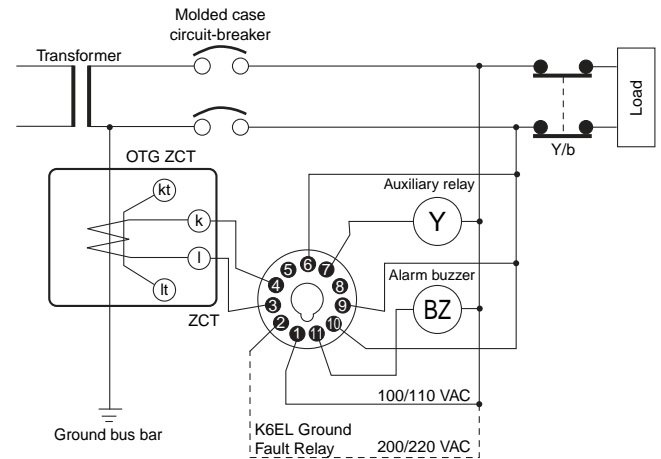 Molded case
circuit-breaker
Transformer
Load
Y/b
OTG ZCT
kt
k
l
lt
ZCT
Auxiliary relay
Y
Alarm buzzer
BZ
6
5
7
4
8
3
9
2
10
1
11
100/110 VAC
K6EL Ground
Fault Relay
200/220 VAC
Ground bus bar